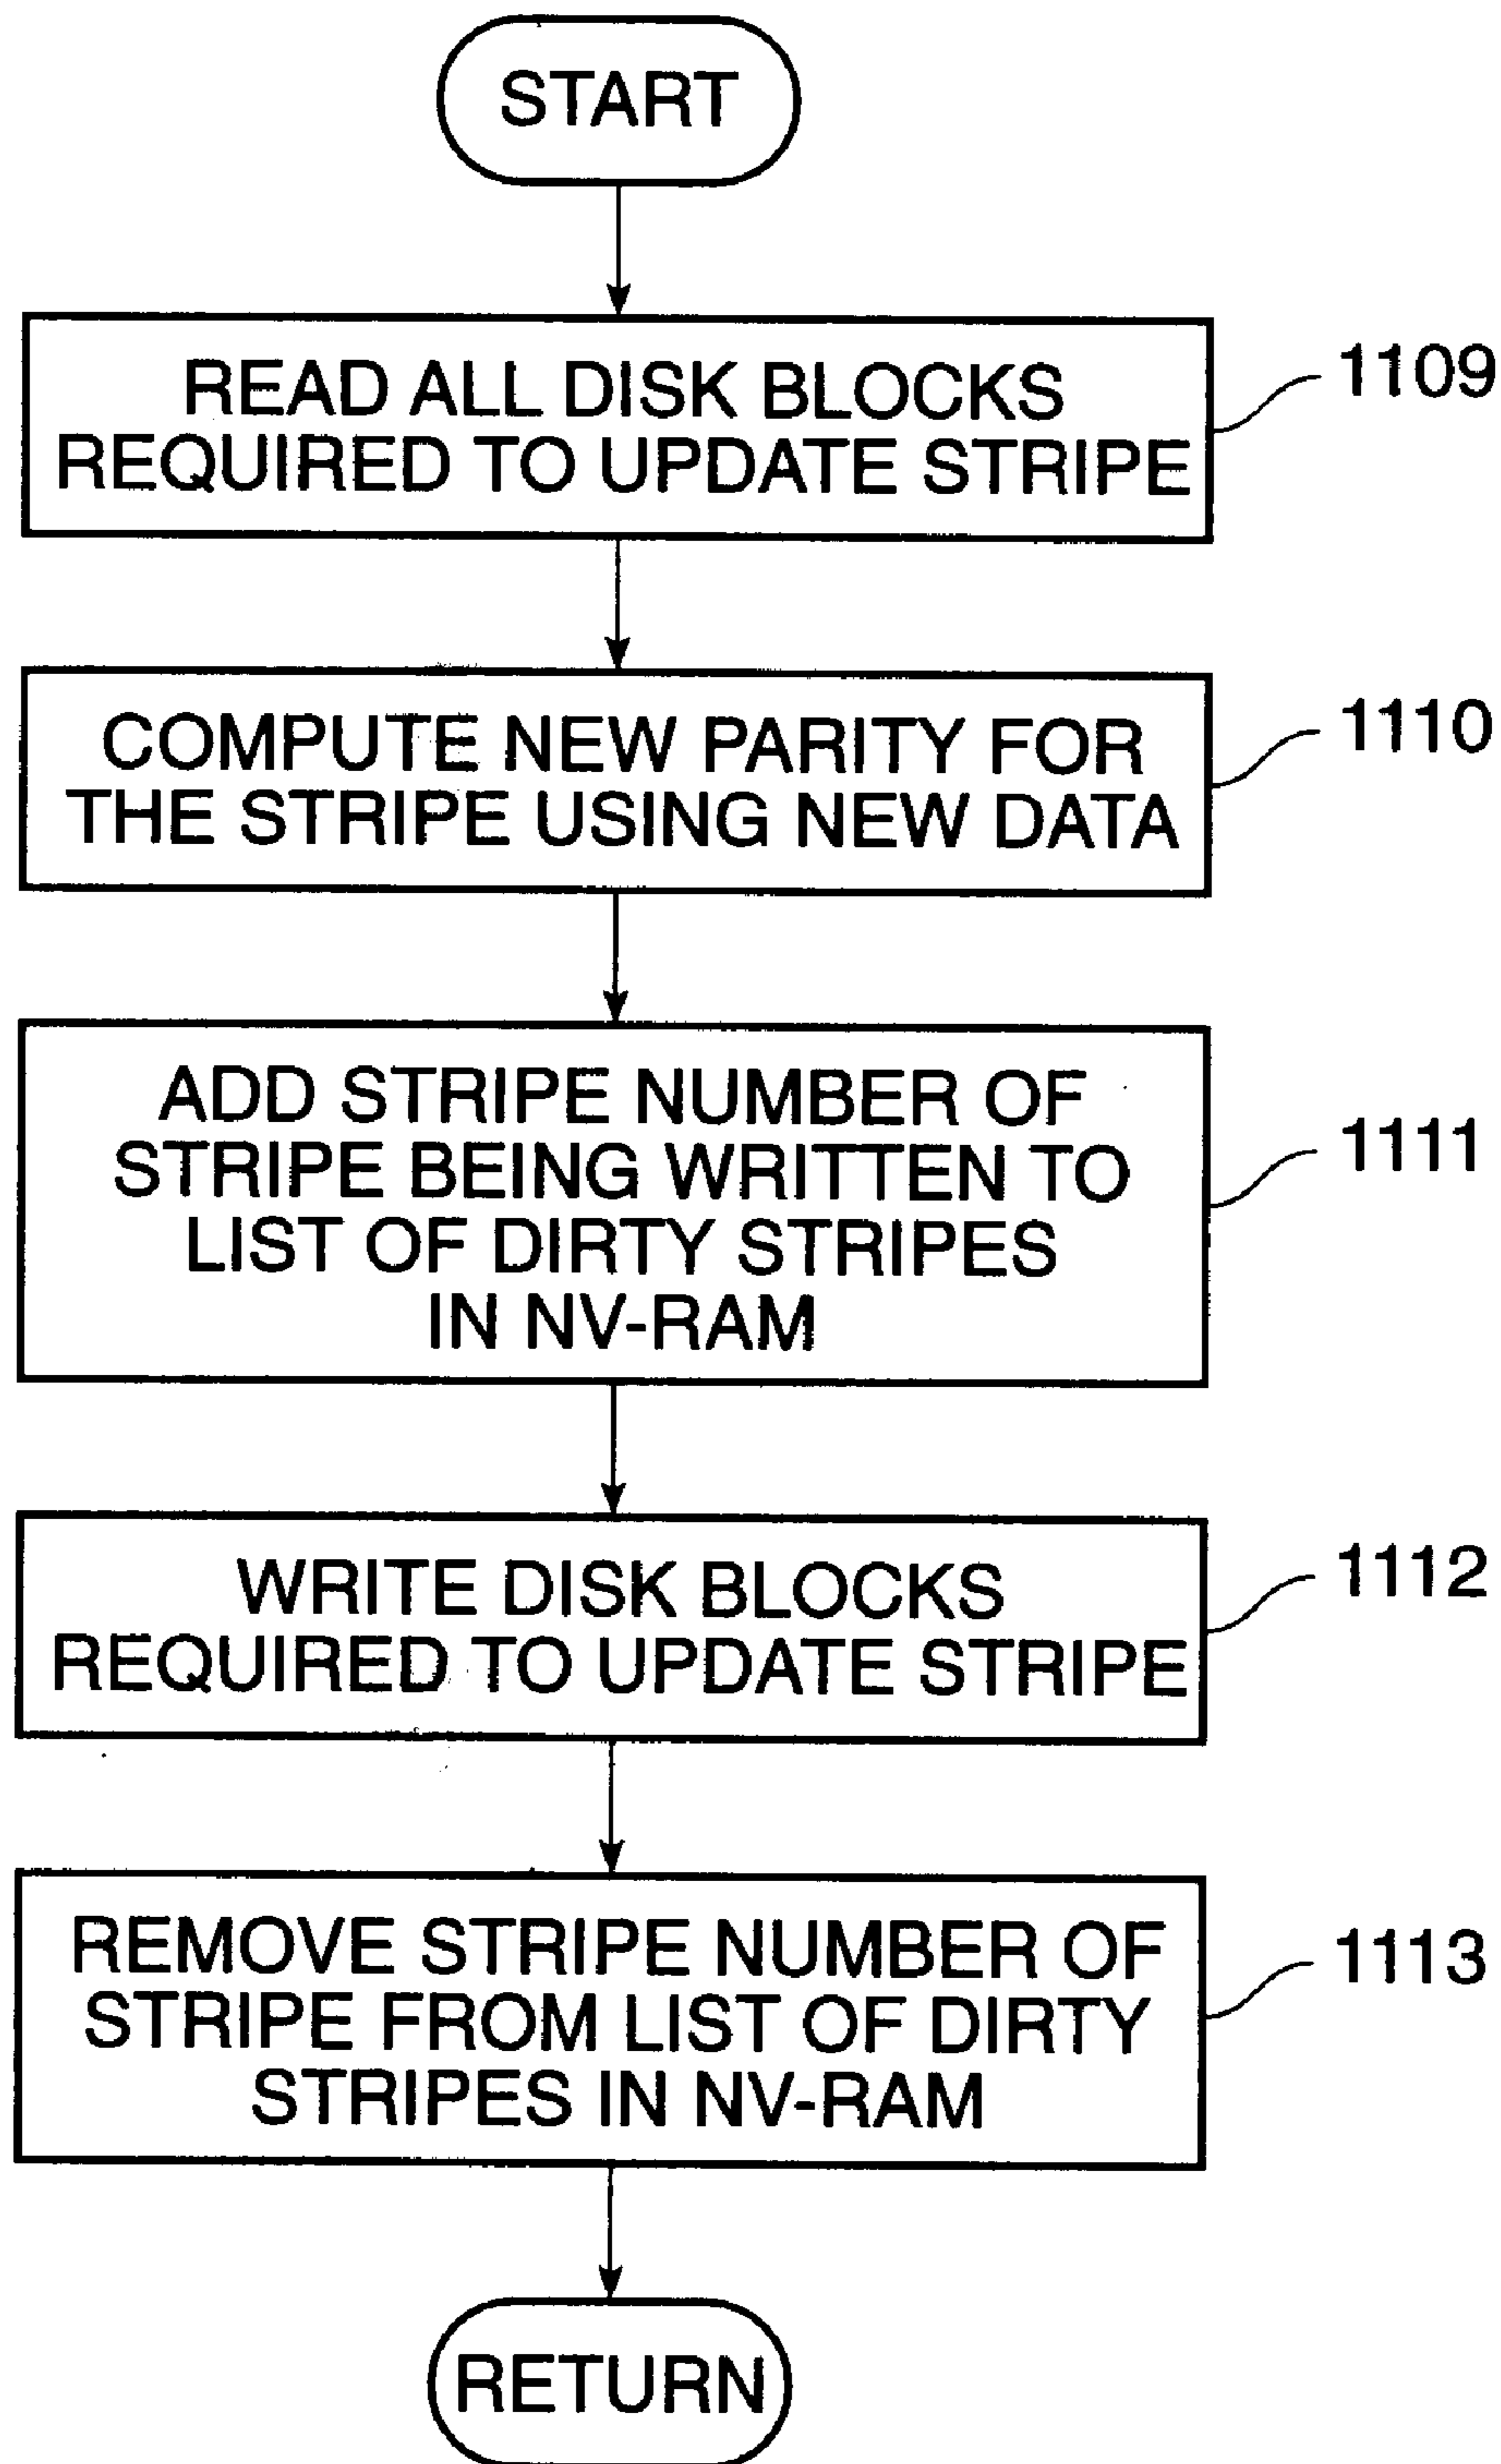 START
READ ALL DISK BLOCKS
REQUIRED TO UPDATE STRIPE
1109
COMPUTE NEW PARITY FOR
THE STRIPE USING NEW DATA
1110
ADD STRIPE NUMBER OF
STRIPE BEING WRITTEN TO
LIST OF DIRTY STRIPES
IN NV-RAM
1111
WRITE DISK BLOCKS
REQUIRED TO UPDATE STRIPE
1112
REMOVE STRIPE NUMBER OF
STRIPE FROM LIST OF DIRTY
STRIPES IN NV-RAM
1113
RETURN